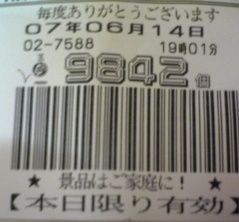 毎度ありがとうございます
07年06月14日
02-7588 19時01分
玉 9842個
★ 景品はご家庭に! ★
【本日限り有効】